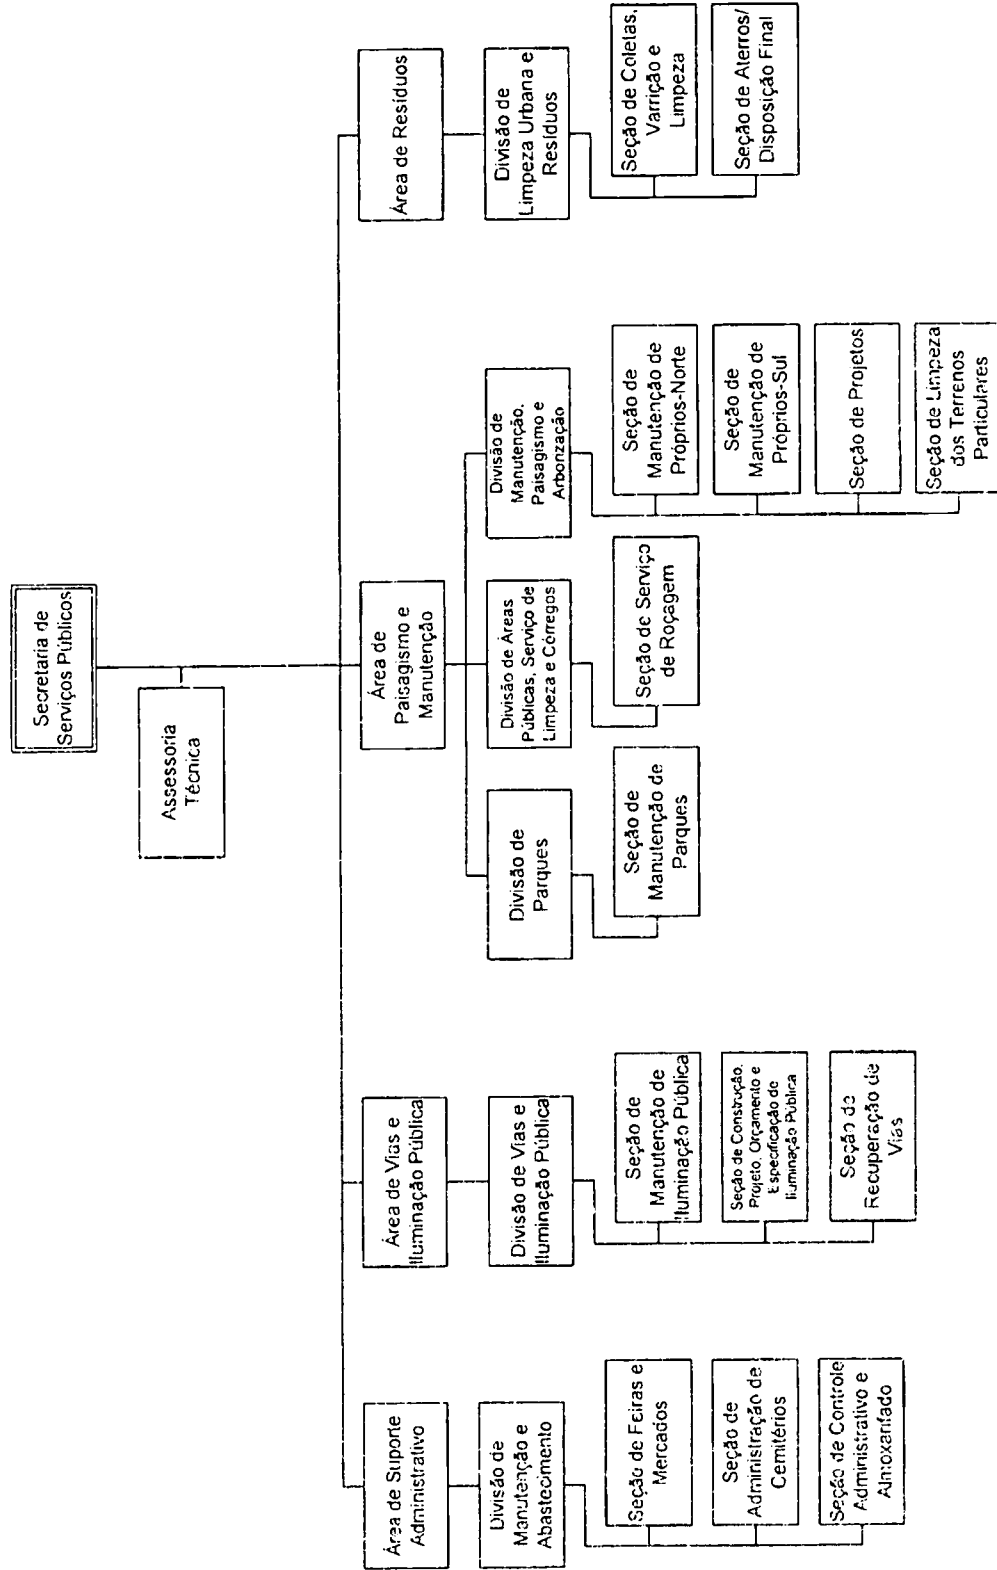 Secretaria de
Serviços Públicos
Assessoria
Técnica
Área de Suporte
Administrativo
Divisão de
Manutenção e
Abastecimento
Seção de Feiras e
Mercados
Seção de
Administração de
Cemitérios
Seção de Controle
Administrativo e
Almoxarifado
Área de Vias e
Iluminação Pública
Divisão de Vias e
Iluminação Pública
Seção de
Manutenção de
Iluminação Pública
Seção de Construção,
Projeto, Orçamento e
Especificação de
Iluminação Pública
Seção de
Recuperação de
Vias
Área de
Paisagismo e
Manutenção
Divisão de
Parques
Seção de
Manutenção de
Parques
Divisão de Áreas
Públicas, Serviço de
Limpeza e Córregos
Seção de Serviço
de Roçagem
Divisão de
Manutenção,
Paisagismo e
Arborização
Seção de
Manutenção de
Próprios-Norte
Seção de
Manutenção de
Próprios-Sul
Seção de Projetos
Seção de Limpeza
dos Terrenos
Particulares
Área de Resíduos
Divisão de
Limpeza Urbana e
Resíduos
Seção de Coletas,
Varrição e
Limpeza
Seção de Aterros/
Disposição Final